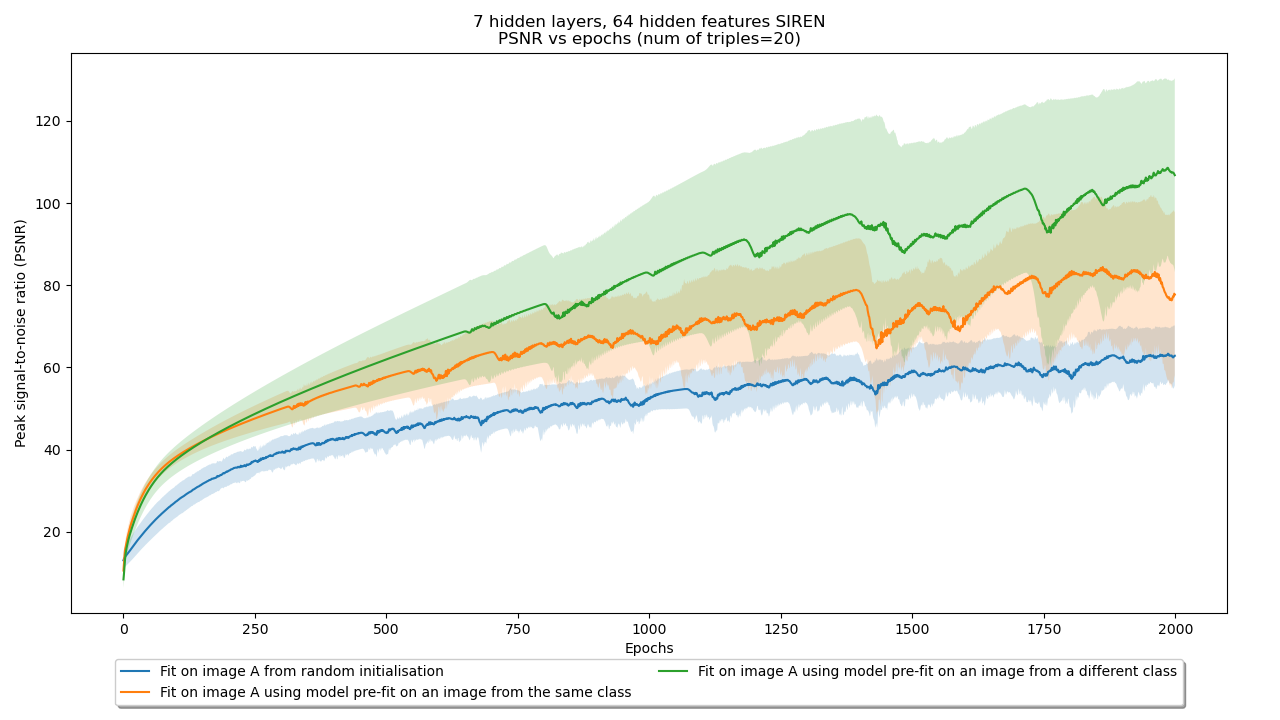 7 hidden layers, 64 hidden features SIREN
PSNR vs epochs (num of triples=20)
Peak signal-to-noise ratio (PSNR)
120
100
80
60
40
20
0 250 500 750 1000 1250 1500 1750 2000
Epochs
Fit on image A from random initialisation
Fit on image A using model pre-fit on an image from the same class
Fit on image A using model pre-fit on an image from a different class